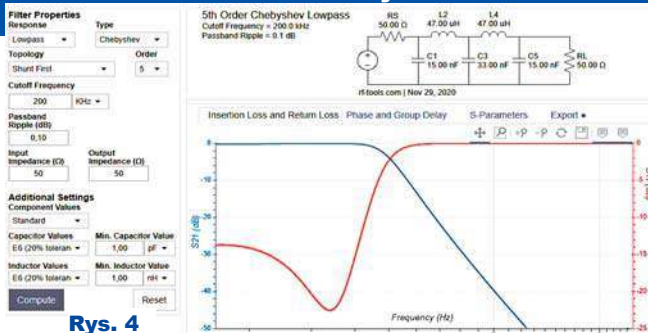 Filter Properties
Response Type
Lowpass Chebyshev
Topology Order
Shunt First 5
Cutoff Frequency
200 KHz
Passband
Ripple (dB)
0,10
Input Output
Impedance (Ω) Impedance (Ω)
50 50
Additional Settings
Component Values
Standard
Capacitor Values Min. Capacitor Value
E6 (20% toleran 1,00 pF
Inductor Values Min. Inductor Value
E6 (20% toleran 1,00 nH
Compute Reset
Rys. 4
5th Order Chebyshev Lowpass
Cutoff Frequency = 200.0 kHz
Passband Ripple = 0.1 dB
RS L2 L4
50.00 Ω 47.00 uH 47.00 uH
C1 C3 C5 RL
15.00 nF 33.00 nF 15.00 nF 50.00 Ω
rf-tools.com | Nov 29, 2020
Insertion Loss and Return Loss Phase and Group Delay S-Parameters Export
0 0
-10 -5
-20 -10
-30 -15
-40 -20
-50 -25
S21 (dB)
Frequency (Hz)